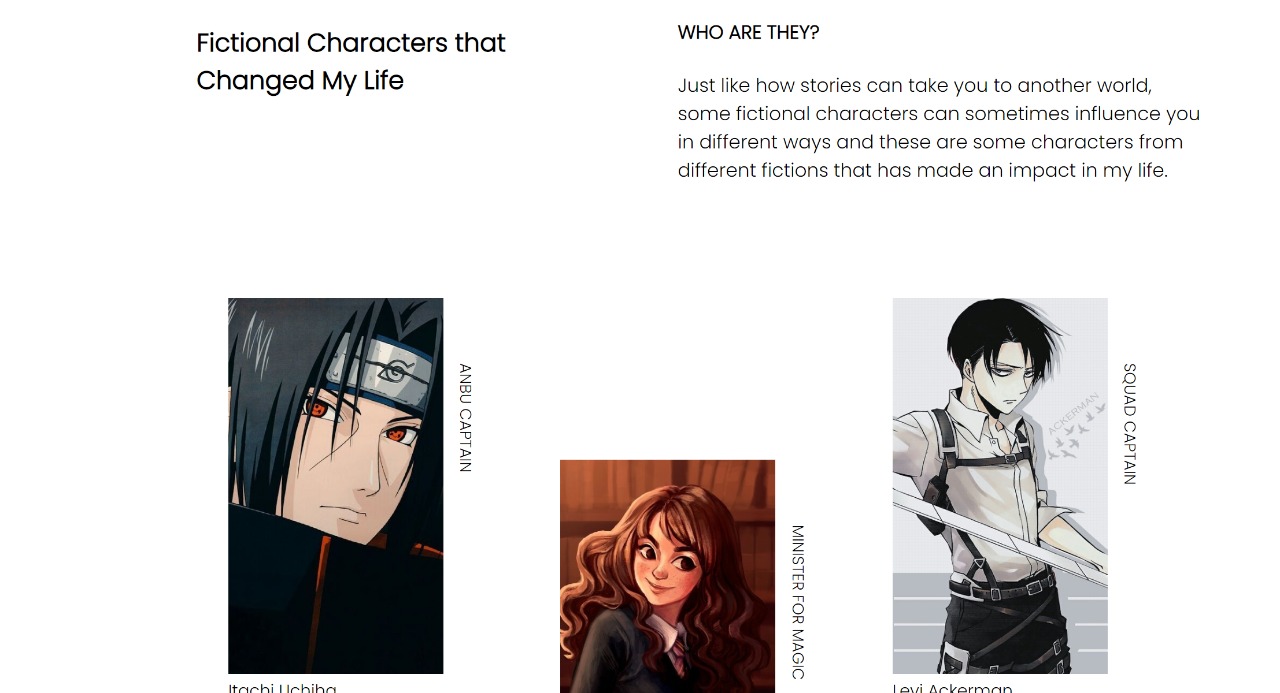 Fictional Characters that
Changed My Life
WHO ARE THEY?
Just like how stories can take you to another world,
some fictional characters can sometimes influence you
in different ways and these are some characters from
different fictions that has made an impact in my life.
ANBU CAPTAIN
MINISTER FOR MAGIC
ACKERMAN
SQUAD CAPTAIN
Itachi Uchiha
Levi Ackerman